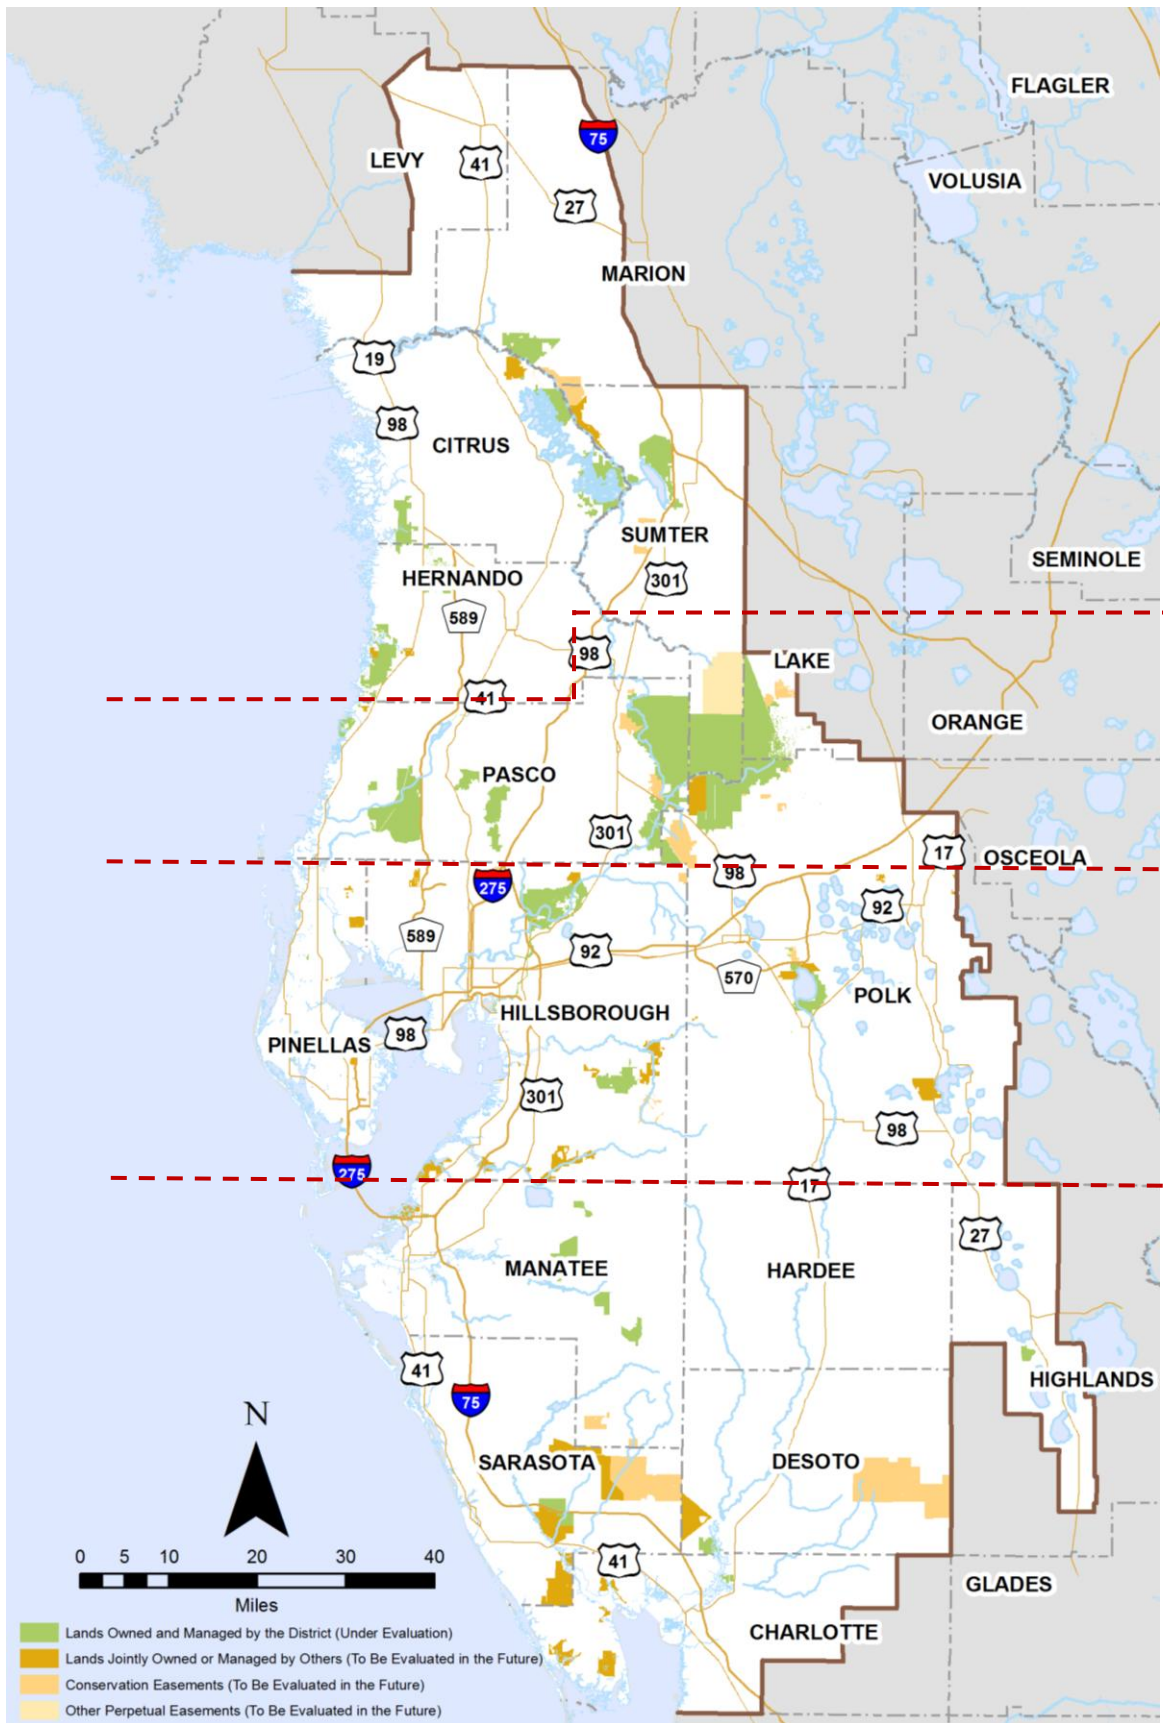 FLAGLER
75
LEVY
41
VOLUSIA
27
MARION
19
98
CITRUS
SUMTER
SEMINOLE
HERNANDO
301
589
98
LAKE
41
ORANGE
PASCO
301
17
OSCEOLA
98
275
92
589
92
570
POLK
HILLSBOROUGH
98
PINELLAS
301
98
275
17
27
MANATEE
HARDEE
41
HIGHLANDS
75
N
SARASOTA
DESOTO
0 5 10 20 30 40
Miles
41
GLADES
CHARLOTTE
Lands Owned and Managed by the District (Under Evaluation)
Lands Jointly Owned or Managed by Others (To Be Evaluated in the Future)
Conservation Easements (To Be Evaluated in the Future)
Other Perpetual Easements (To Be Evaluated in the Future)